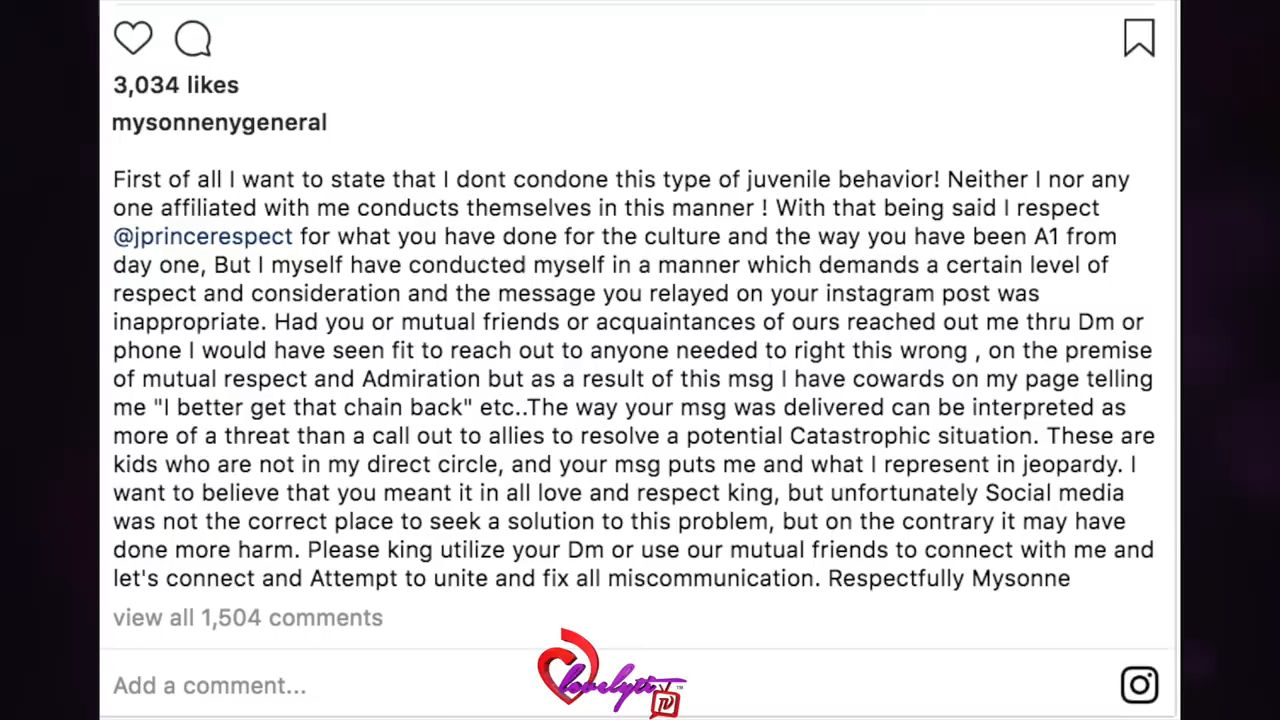 3,034 likes
mysonnenygeneral
First of all I want to state that I dont condone this type of juvenile behavior! Neither I nor any
one affiliated with me conducts themselves in this manner ! With that being said I respect
@jprincerespect for what you have done for the culture and the way you have been A1 from
day one, But I myself have conducted myself in a manner which demands a certain level of
respect and consideration and the message you relayed on your instagram post was
inappropriate. Had you or mutual friends or acquaintances of ours reached out me thru Dm or
phone I would have seen fit to reach out to anyone needed to right this wrong , on the premise
of mutual respect and Admiration but as a result of this msg I have cowards on my page telling
me "I better get that chain back" etc..The way your msg was delivered can be interpreted as
more of a threat than a call out to allies to resolve a potential Catastrophic situation. These are
kids who are not in my direct circle, and your msg puts me and what I represent in jeopardy. I
want to believe that you meant it in all love and respect king, but unfortunately Social media
was not the correct place to seek a solution to this problem, but on the contrary it may have
done more harm. Please king utilize your Dm or use our mutual friends to connect with me and
let's connect and Attempt to unite and fix all miscommunication. Respectfully Mysonne
view all 1,504 comments
Add a comment...
lovelyti
TV